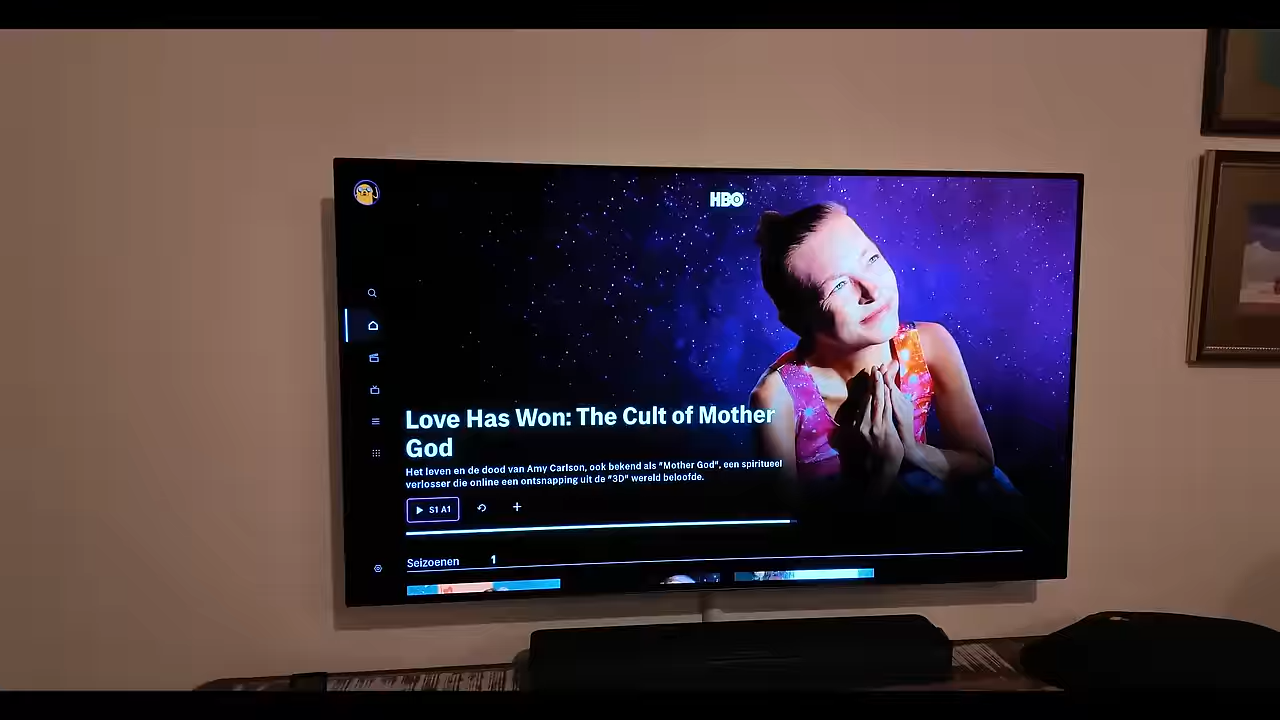 HBO
Love Has Won: The Cult of Mother
God
Het leven en de dood van Amy Carlson, ook bekend als "Mother God", een spiritueel
verlosser die online een ontsnapping uit de "3D" wereld beloofde.
S1 A1
Seizoenen 1